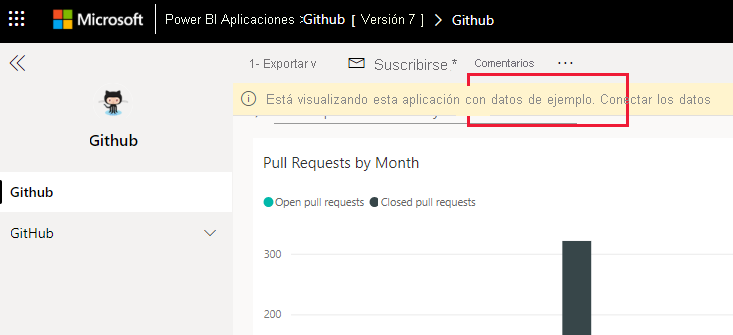 Microsoft Power BI Aplicaciones >Github [ Versión 7 ] > Github
1- Exportar v Suscribirse * Comentarios ...
Está visualizando esta aplicación con datos de ejemplo. Conectar los datos
Github
Github
GitHub
Pull Requests by Month
Open pull requests Closed pull requests
300
200